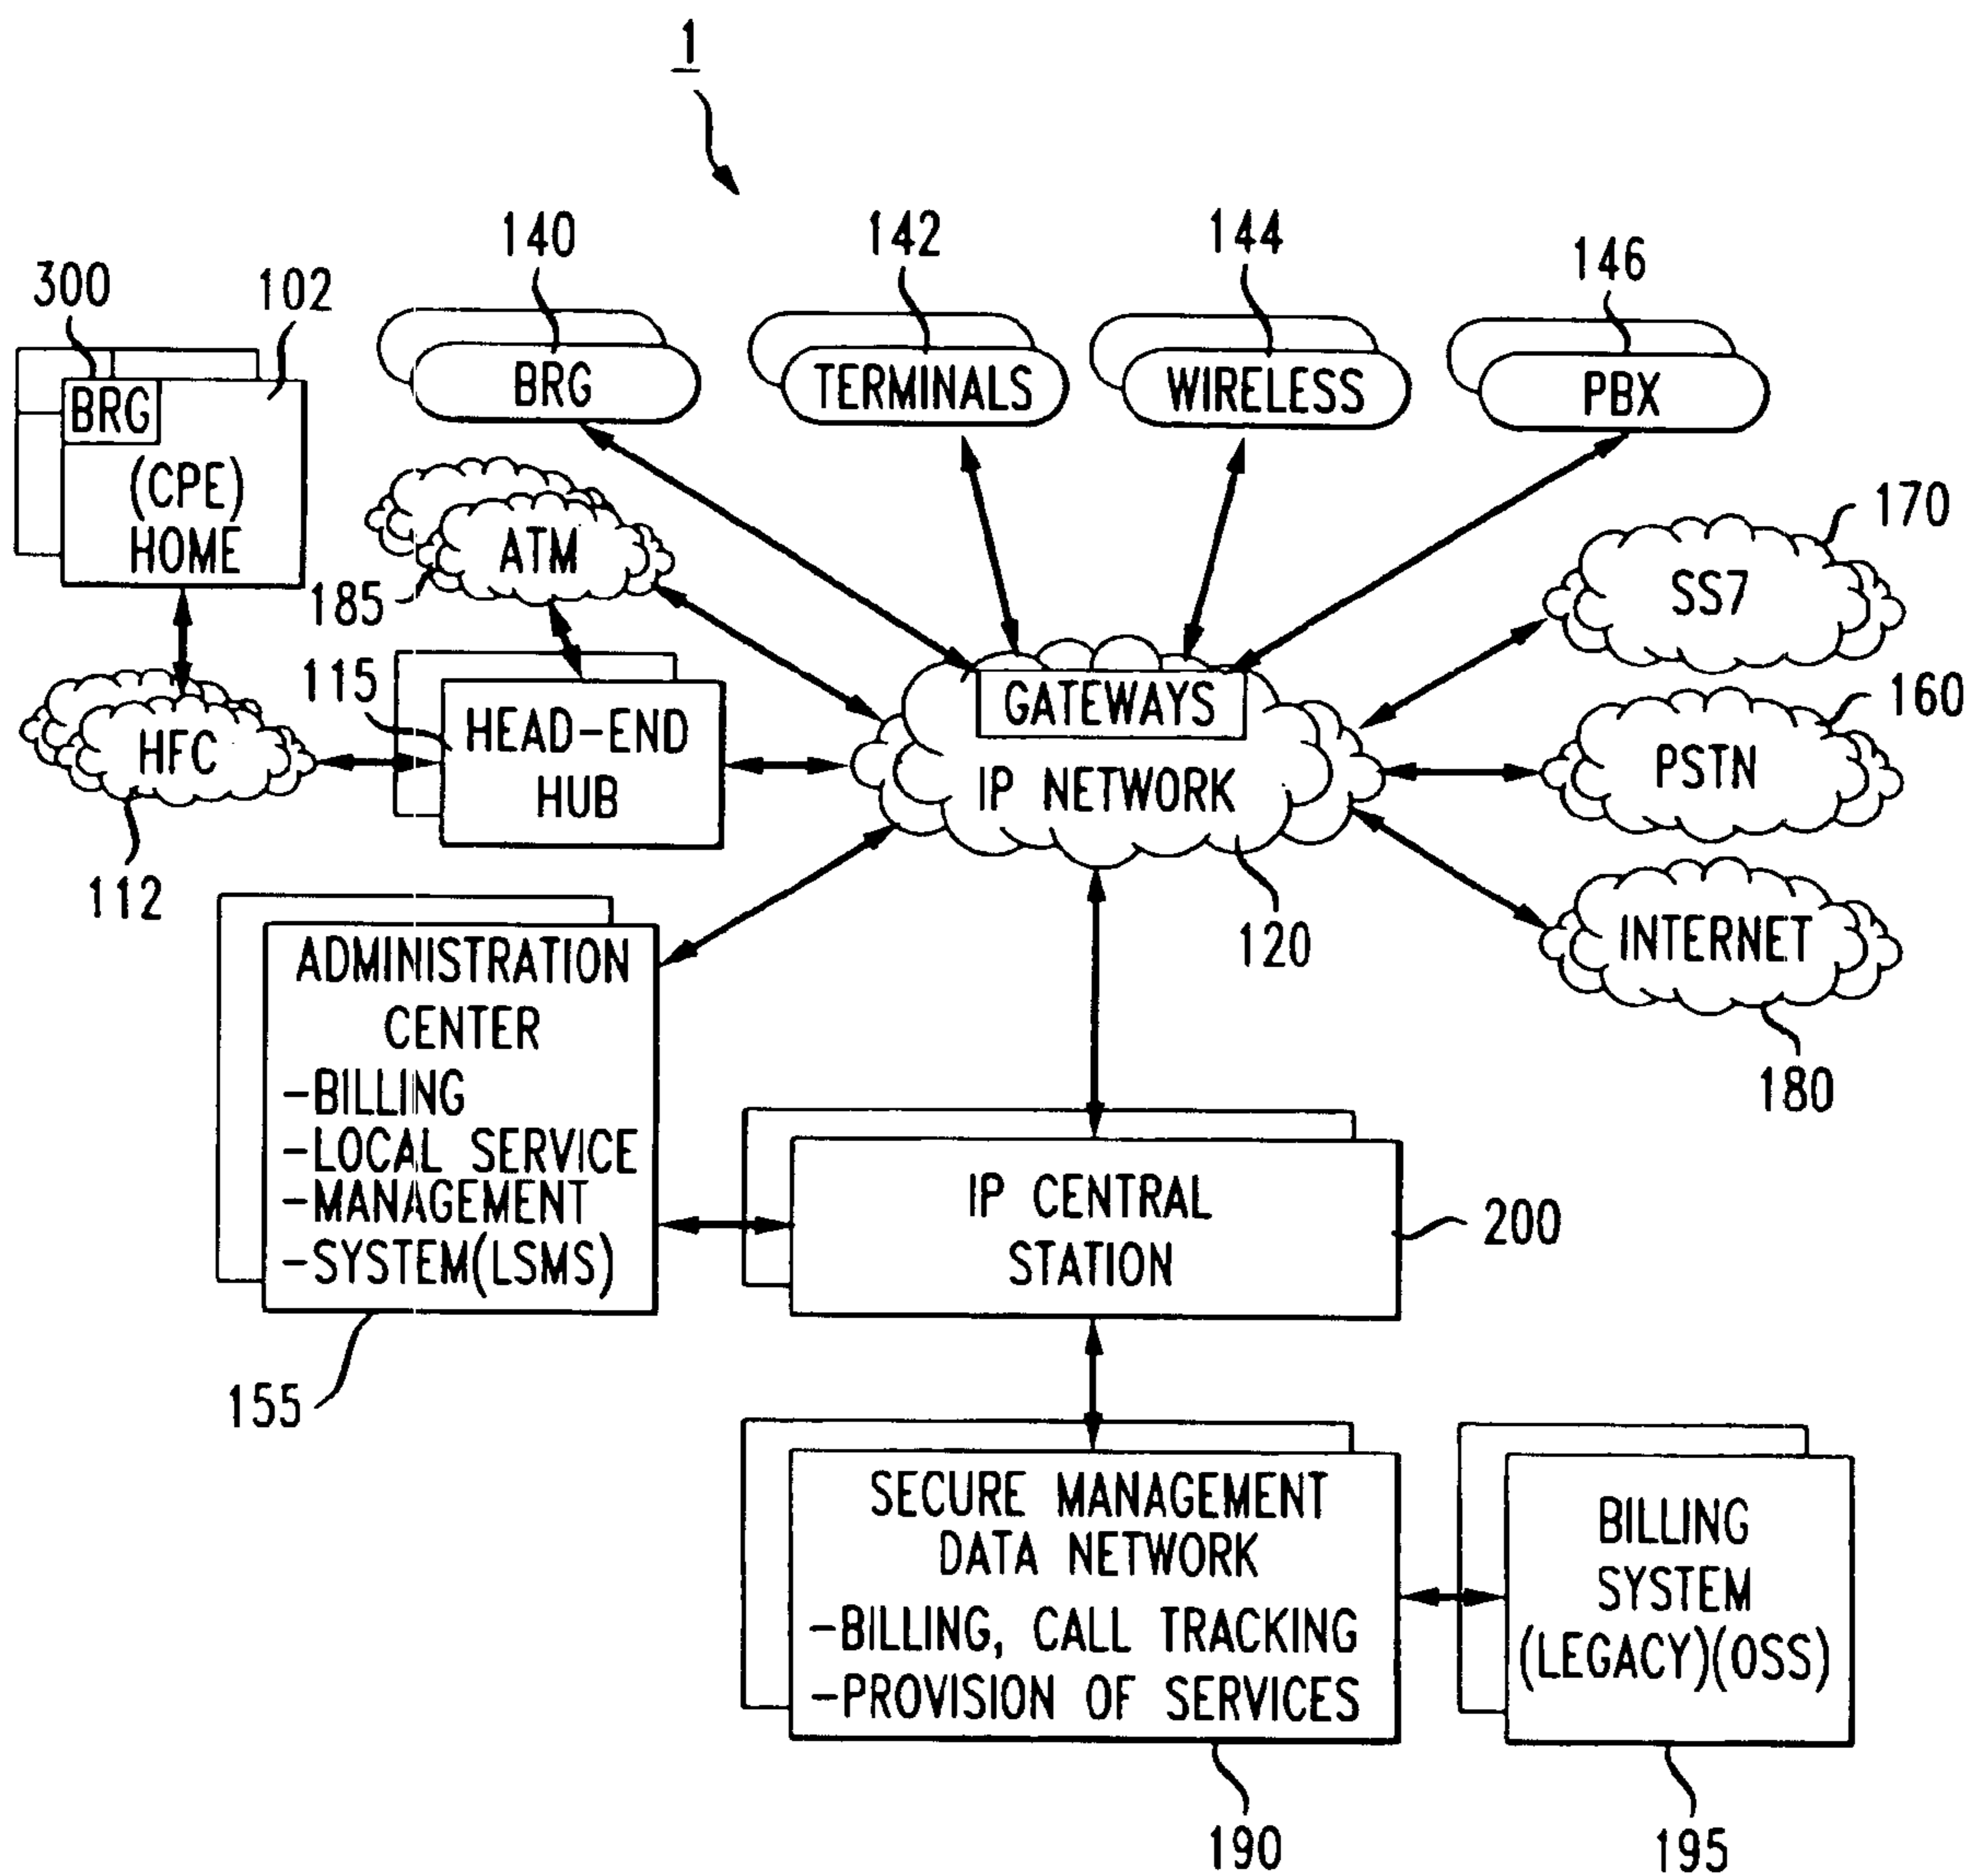 1
140
142
144
146
300
102
BRG
BRG
TERMINALS
WIRELESS
PBX
(CPE)
HOME
ATM
185
170
SS7
115
GATEWAYS
160
HFC
HEAD-END
HUB
IP NETWORK
PSTN
112
120
INTERNET
180
ADMINISTRATION
CENTER
-BILLING
-LOCAL SERVICE
-MANAGEMENT
-SYSTEM(LSMS)
155
IP CENTRAL
STATION
200
SECURE MANAGEMENT
DATA NETWORK
-BILLING, CALL TRACKING
-PROVISION OF SERVICES
190
BILLING
SYSTEM
(LEGACY)(OSS)
195